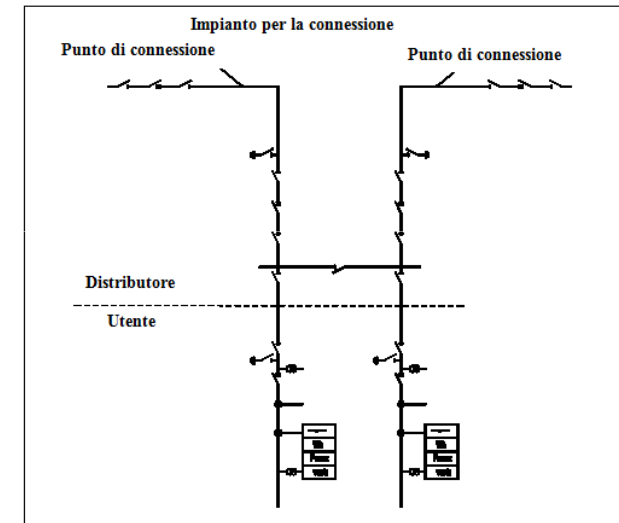 Impianto per la connessione
Punto di connessione
Punto di connessione
Distributore
Utente